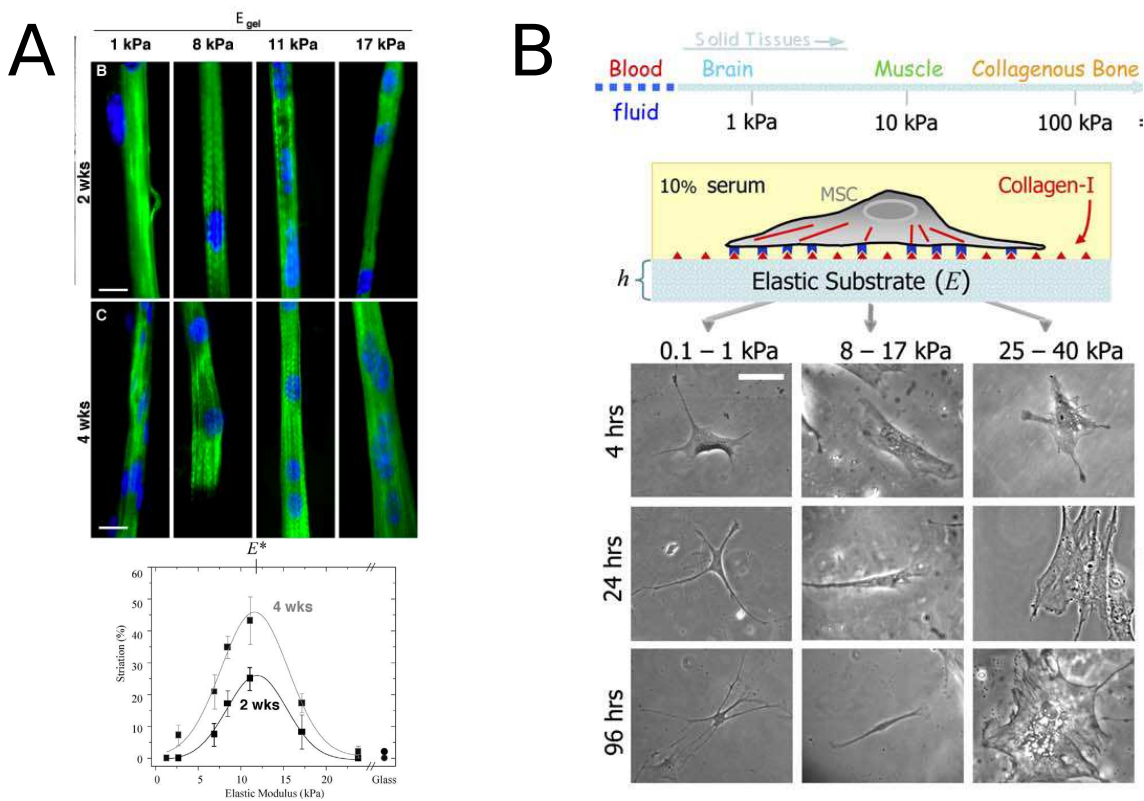 A
E gel
1 kPa 8 kPa 11 kPa 17 kPa
B
2 wks
C
4 wks
E*
60
50
40
30
20
10
0
Striation (%)
4 wks
2 wks
0 5 10 15 20 Glass
Elastic Modulus (kPa)
B
Solid Tissues
Blood Brain Muscle Collagenous Bone
fluid
1 kPa 10 kPa 100 kPa =
10% serum
MSC
Collagen-I
h
Elastic Substrate (E)
0.1 – 1 kPa 8 – 17 kPa 25 – 40 kPa
4 hrs
24 hrs
96 hrs